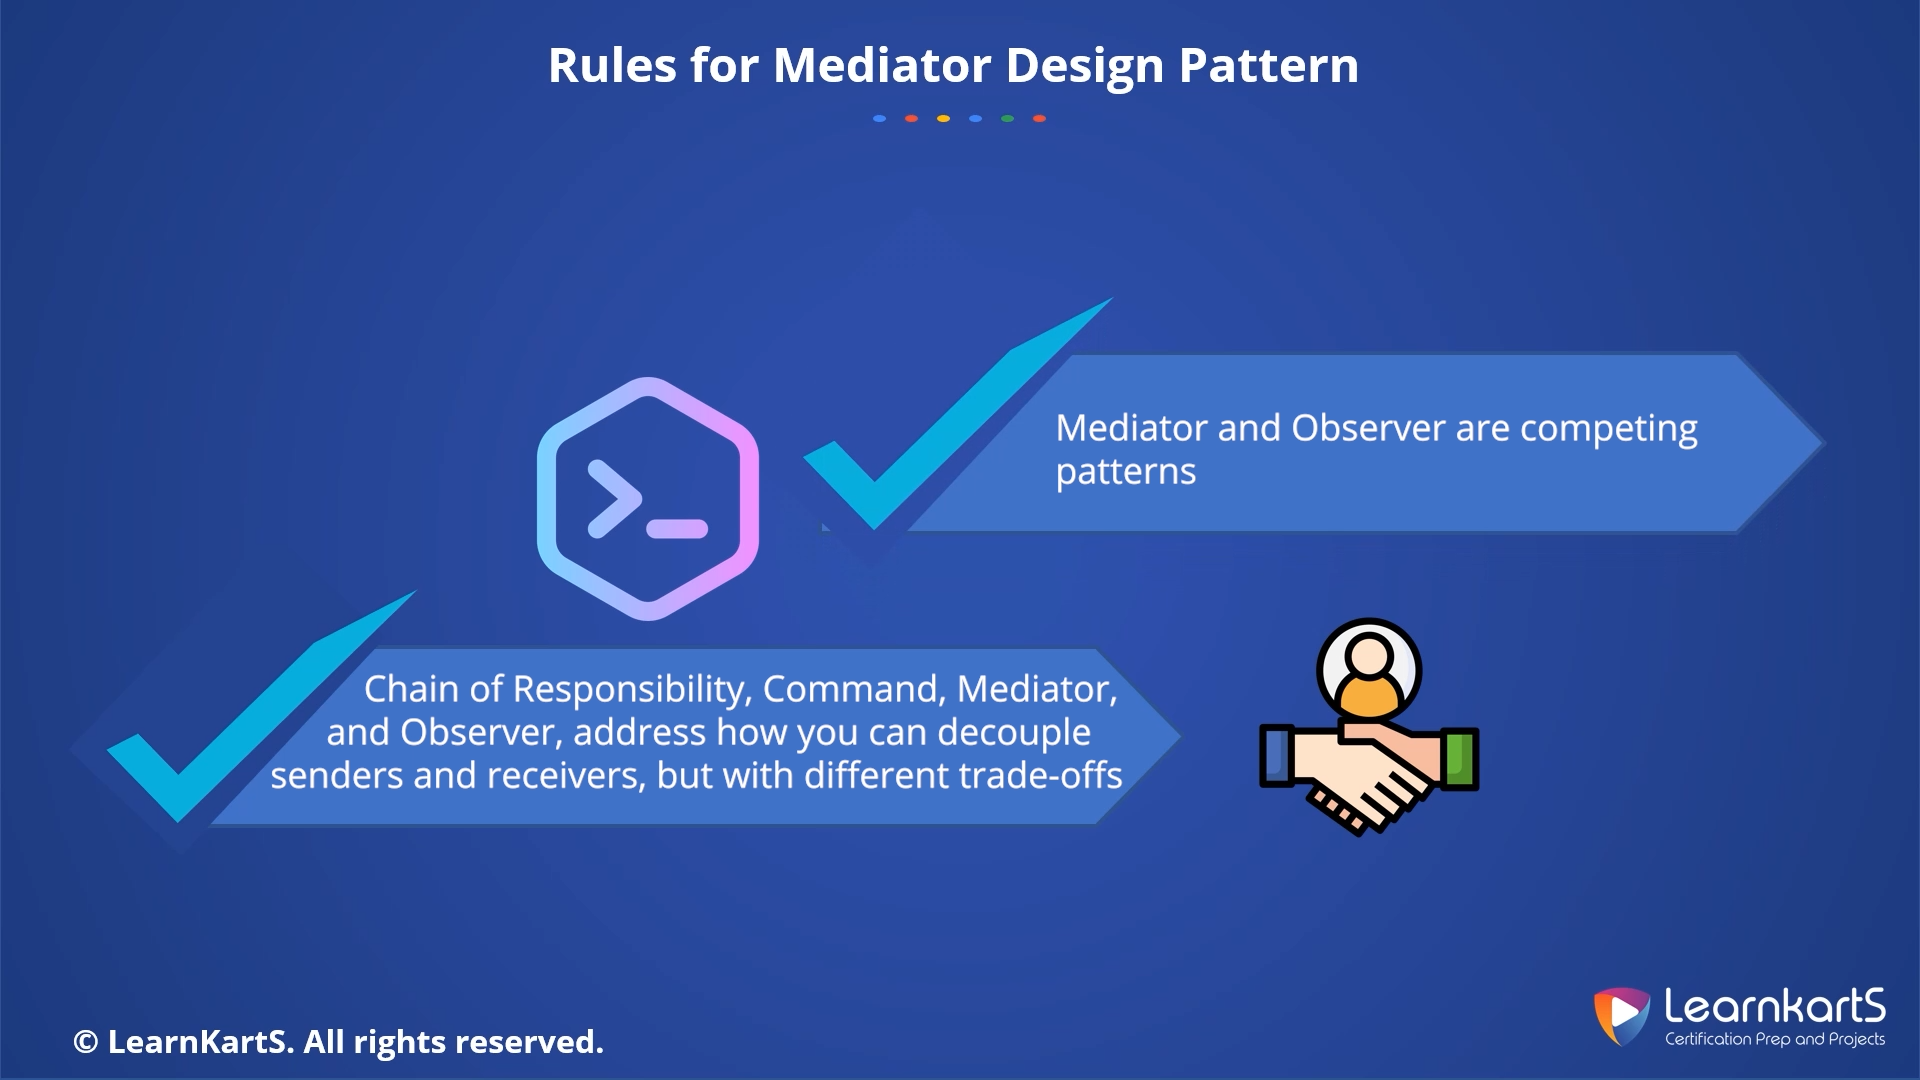 Rules for Mediator Design Pattern
Mediator and Observer are competing
patterns
Chain of Responsibility, Command, Mediator,
and Observer, address how you can decouple
senders and receivers, but with different trade-offs
© LearnKartS. All rights reserved.
LearnkartS
Certification Prep and Projects